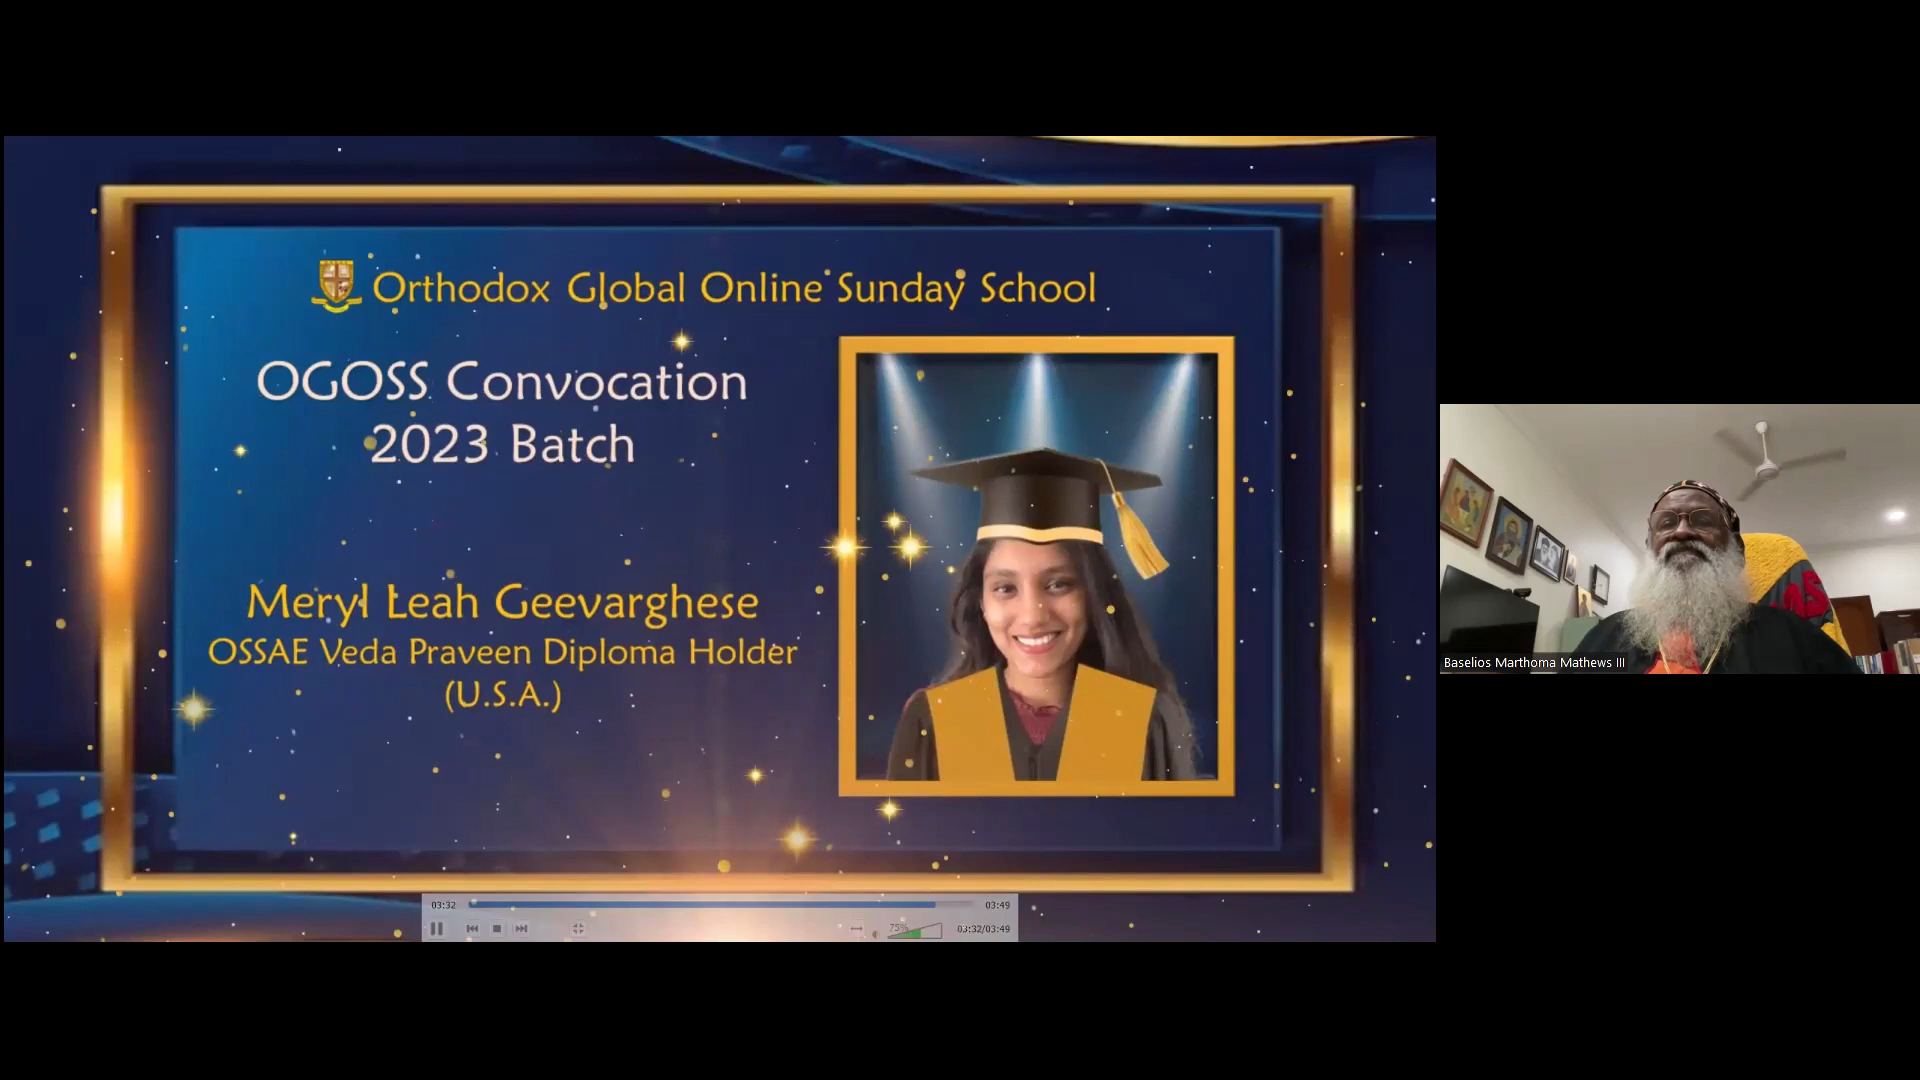 Orthodox Global Online Sunday School
OGOSS Convocation
2023 Batch
Meryl Leah Geevarghese
OSSAE Veda Praveen Diploma Holder
(U.S.A.)
03:32
03:49
75%
03:32/03:49
Baselios Marthoma Mathews III